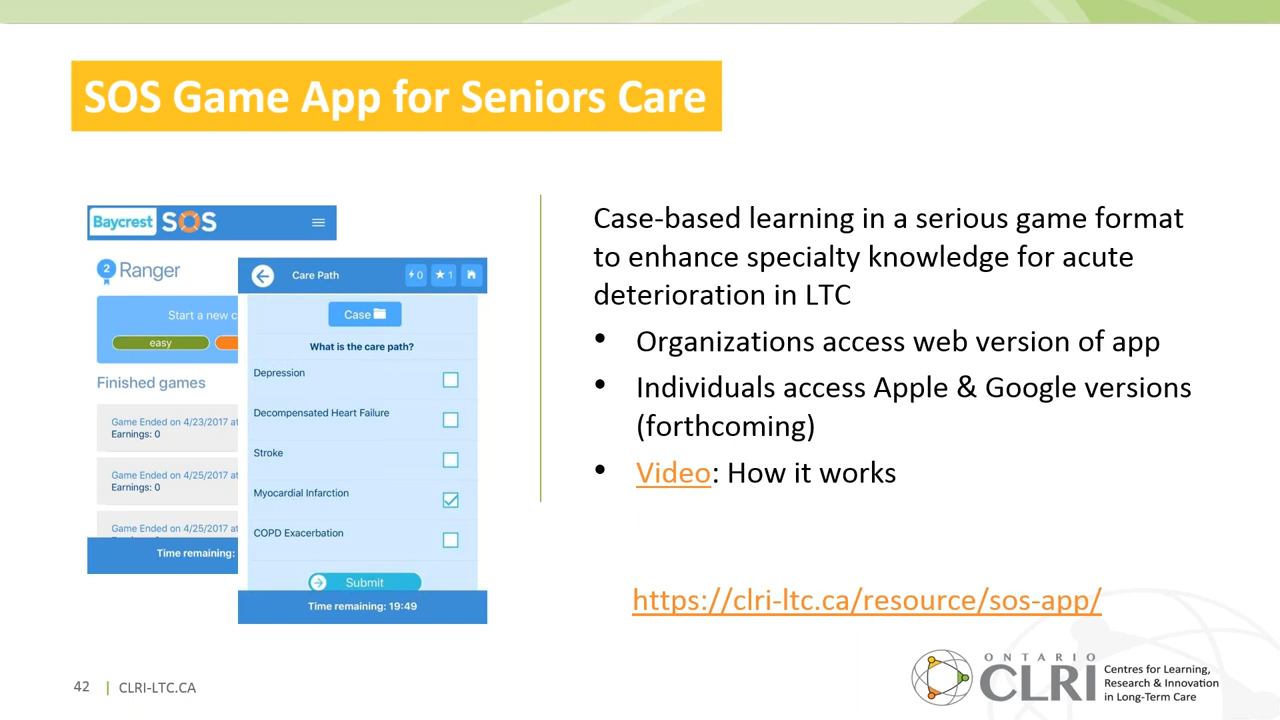 SOS Game App for Seniors Care
Baycrest SOS
2 Ranger
Start a new c
easy
Finished games
Game Ended on 4/23/2017 at
Earnings: 0
Game Ended on 4/25/2017 at
Earnings: 0
Game Ended on 4/25/2017 at
Time remaining:
Care Path
0
1
Case
What is the care path?
Depression
Decompensated Heart Failure
Stroke
Myocardial Infarction
COPD Exacerbation
Submit
Time remaining: 19:49
Case-based learning in a serious game format
to enhance specialty knowledge for acute
deterioration in LTC
• Organizations access web version of app
• Individuals access Apple & Google versions
(forthcoming)
• Video: How it works
https://clri-ltc.ca/resource/sos-app/
42 | CLRI-LTC.CA
ONTARIO
CLRI
Centres for Learning,
Research & Innovation
in Long-Term Care